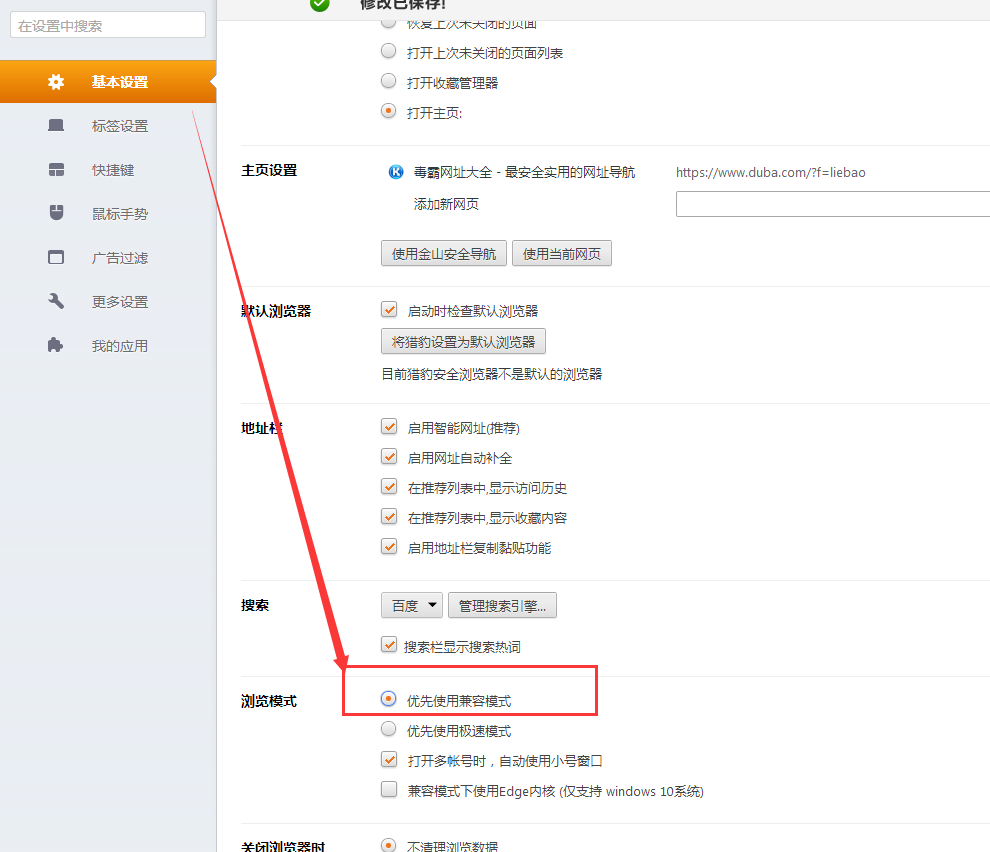 修改已保存!
在设置中搜索
基本设置
标签设置
快捷键
鼠标手势
广告过滤
更多设置
我的应用
恢复上次未关闭的页面
打开上次未关闭的页面列表
打开收藏管理器
打开主页:
主页设置
毒霸网址大全 - 最安全实用的网址导航 https://www.duba.com/?f=liebao
添加新网页
使用金山安全导航 使用当前网页
默认浏览器
启动时检查默认浏览器
将猎豹设置为默认浏览器
目前猎豹安全浏览器不是默认的浏览器
地址栏
启用智能网址(推荐)
启用网址自动补全
在推荐列表中,显示访问历史
在推荐列表中,显示收藏内容
启用地址栏复制黏贴功能
搜索
百度 管理搜索引擎...
搜索栏显示搜索热词
浏览模式
优先使用兼容模式
优先使用极速模式
打开多帐号时，自动使用小号窗口
兼容模式下使用Edge内核 (仅支持 windows 10系统)
关闭浏览器时
不清理浏览数据